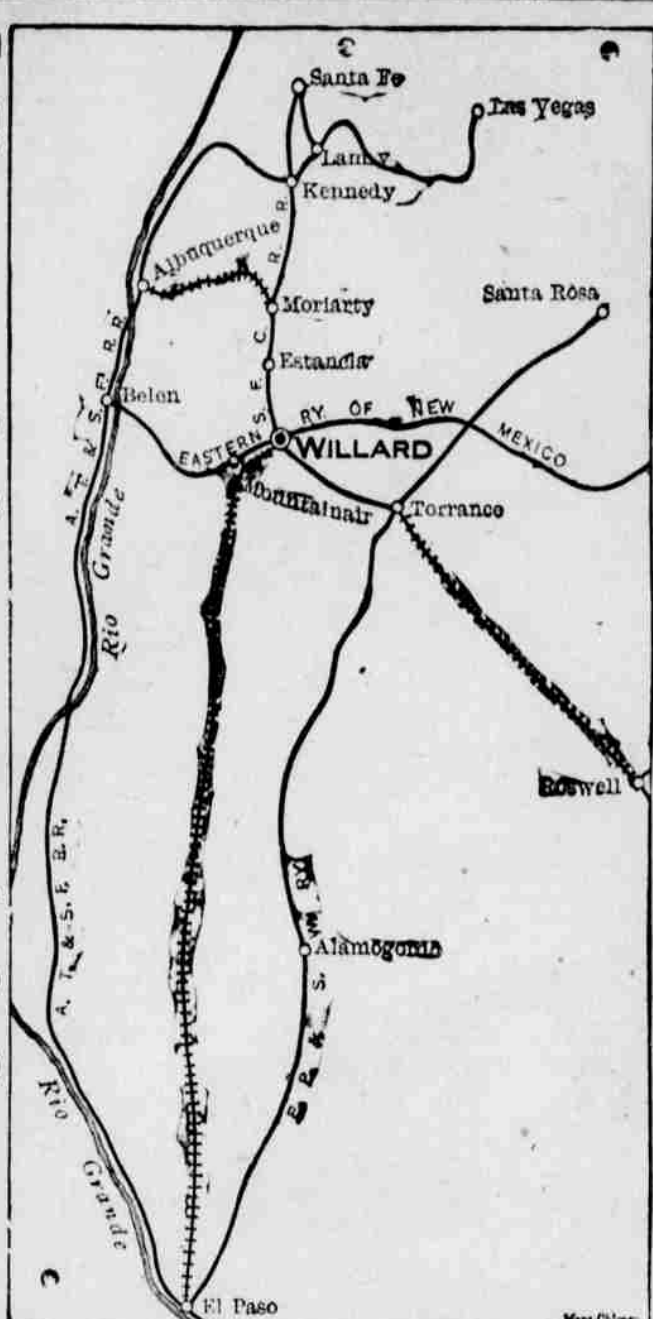 Santa Fe
Las Vegas
Lamy
Kennedy
R. R.
Albuquerque
Santa Rosa
Moriarty
Estancia
S. F. C.
A. T. & S. F. R. R.
Belen
EASTERN RY. OF NEW MEXICO
WILLARD
Mountainair
Torrance
Rio Grande
Roswell
A. T. & S. F. R. R.
Alamogordo
E. P. & S. W. RY.
Rio Grande
El Paso